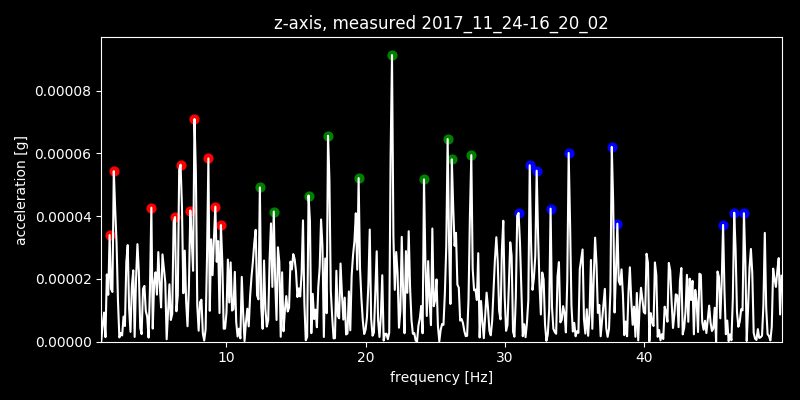 z-axis, measured 2017_11_24-16_20_02
acceleration [g]
0.00008
0.00006
0.00004
0.00002
0.00000
10 20 30 40
frequency [Hz]